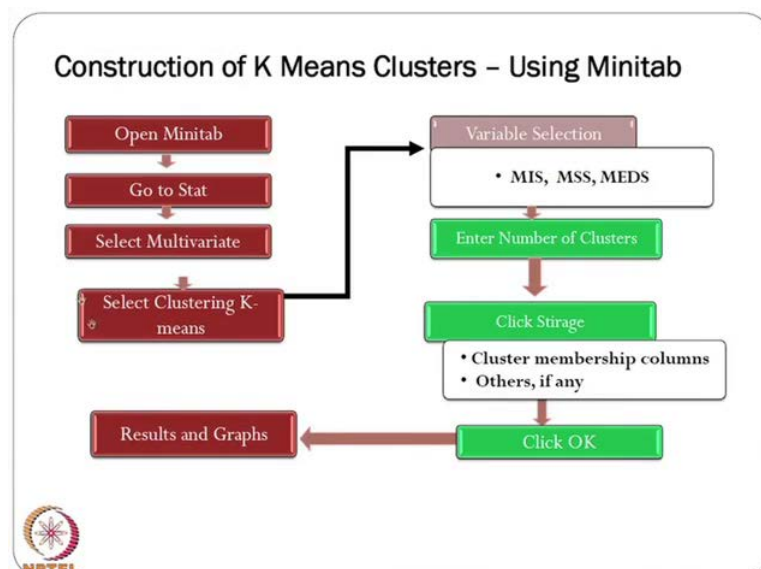 Construction of K Means Clusters – Using Minitab
Open Minitab
Go to Stat
Select Multivariate
Select Clustering K-
means
Variable Selection
• MIS, MSS, MEDS
Enter Number of Clusters
Click Stirage
• Cluster membership columns
• Others, if any
Click OK
Results and Graphs
NPTEL